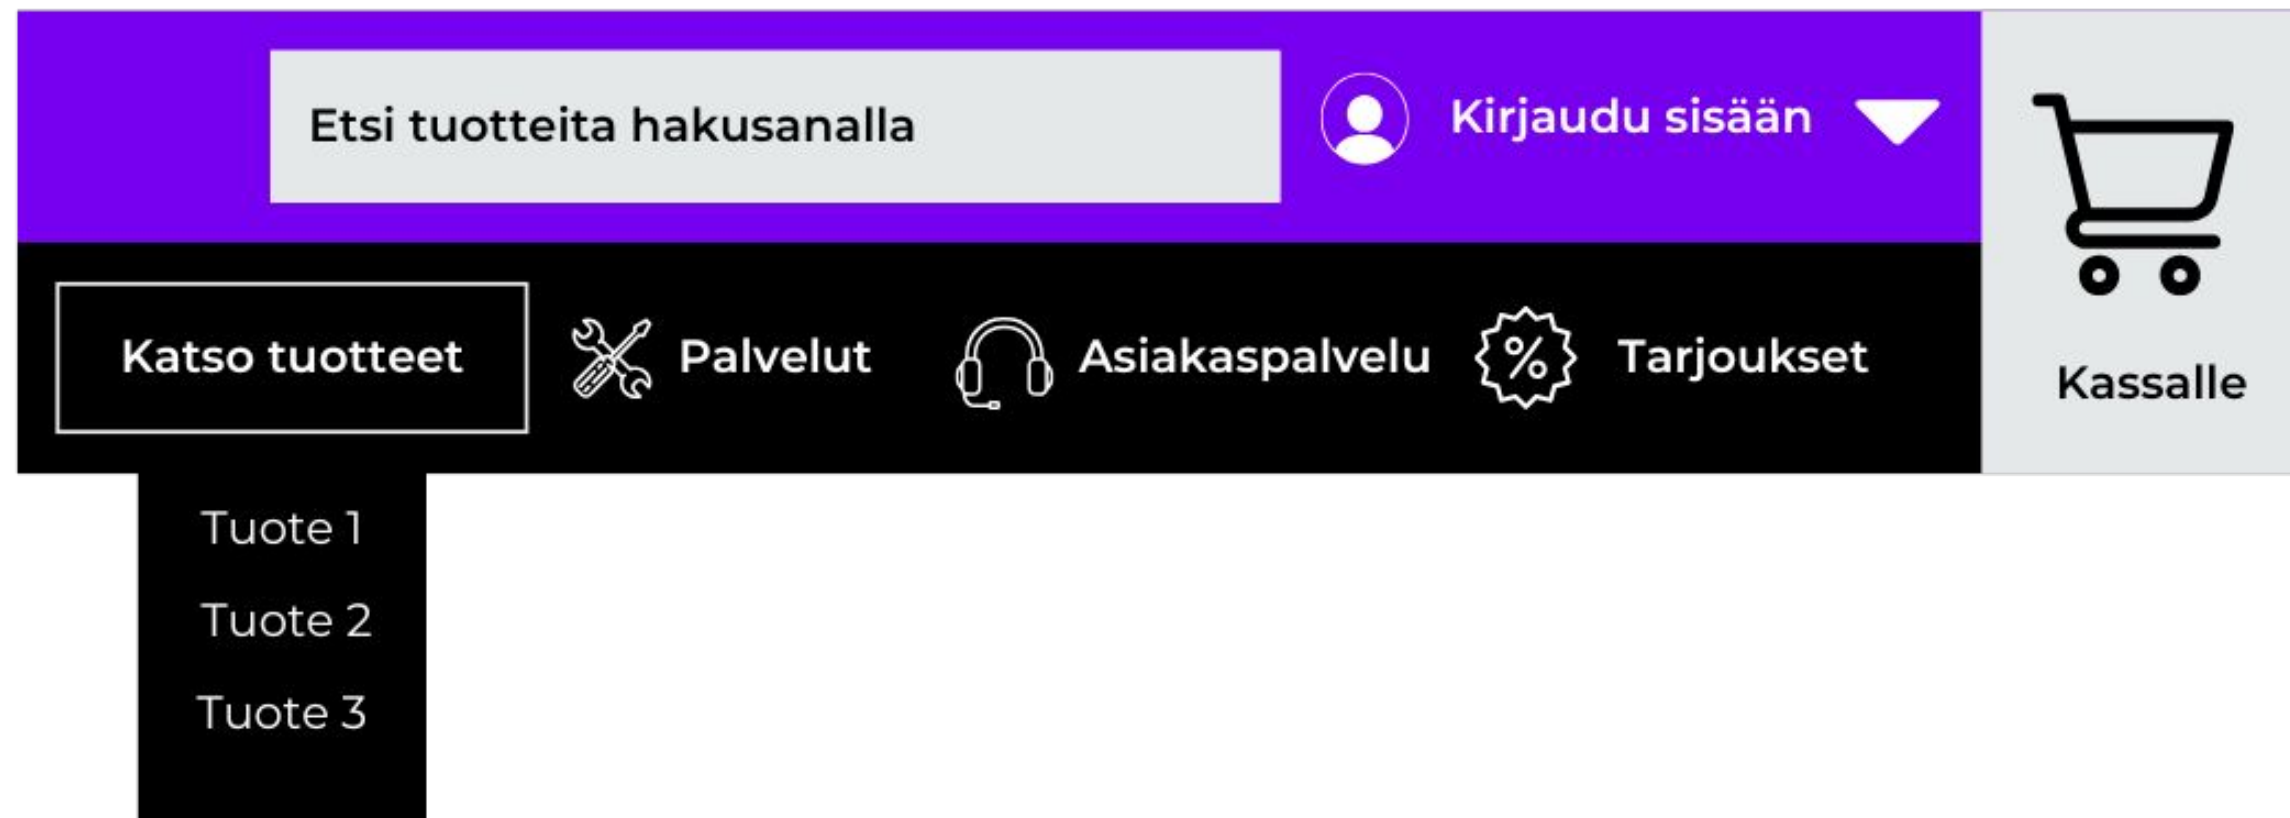 Etsi tuotteita hakusanalla
Kirjaudu sisään
Katso tuotteet
Palvelut
Asiakaspalvelu
%
Tarjoukset
Kassalle
Tuote 1
Tuote 2
Tuote 3